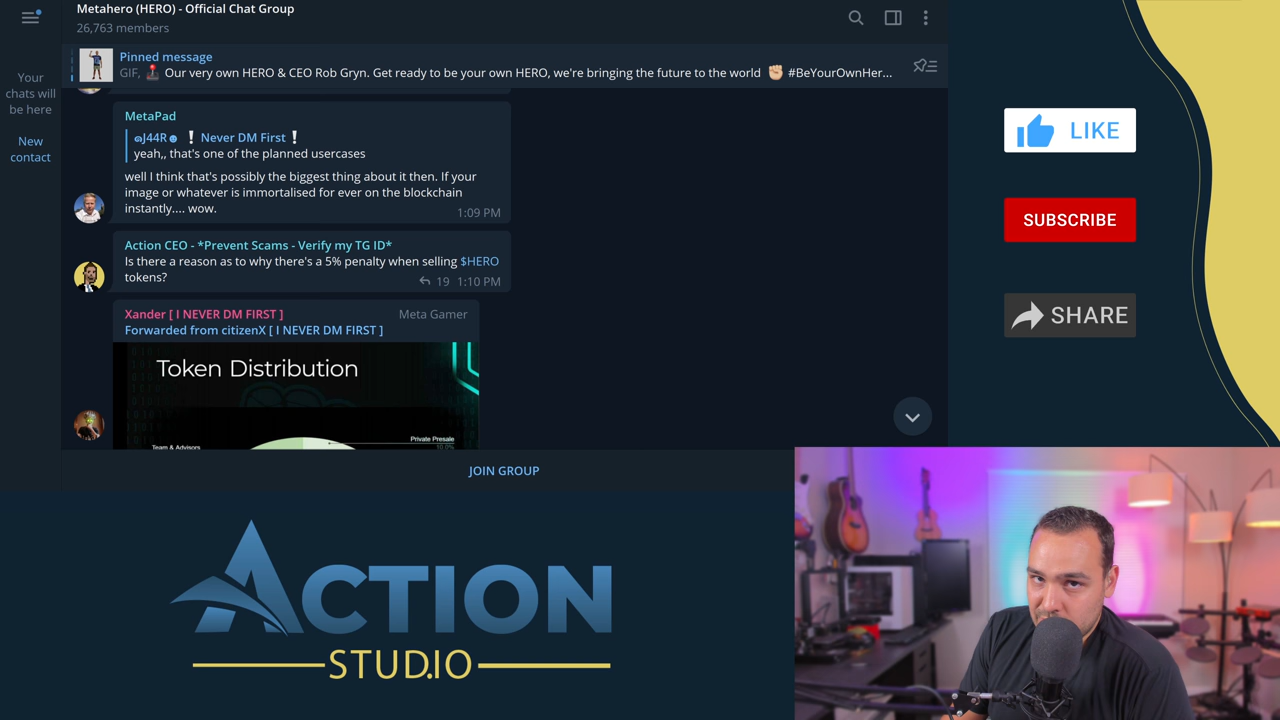 Metahero (HERO) - Official Chat Group
26,763 members
Pinned message
GIF, 🕹 Our very own HERO & CEO Rob Gryn. Get ready to be your own HERO, we're bringing the future to the world ✊🏼 #BeYourOwnHer...
Your
chats will
be here
New
contact
MetaPad
๏J44R☻ ❕ Never DM First ❕
yeah,, that's one of the planned usercases
well I think that's possibly the biggest thing about it then. If your
image or whatever is immortalised for ever on the blockchain
instantly.... wow.
1:09 PM
Action CEO - *Prevent Scams - Verify my TG ID*
Is there a reason as to why there's a 5% penalty when selling $HERO
tokens?
19 1:10 PM
Xander [ I NEVER DM FIRST ] Meta Gamer
Forwarded from citizenX [ I NEVER DM FIRST ]
Token Distribution
Team & Advisors
Private Presale
10.0%
JOIN GROUP
LIKE
SUBSCRIBE
SHARE
ACTION
STUD.IO